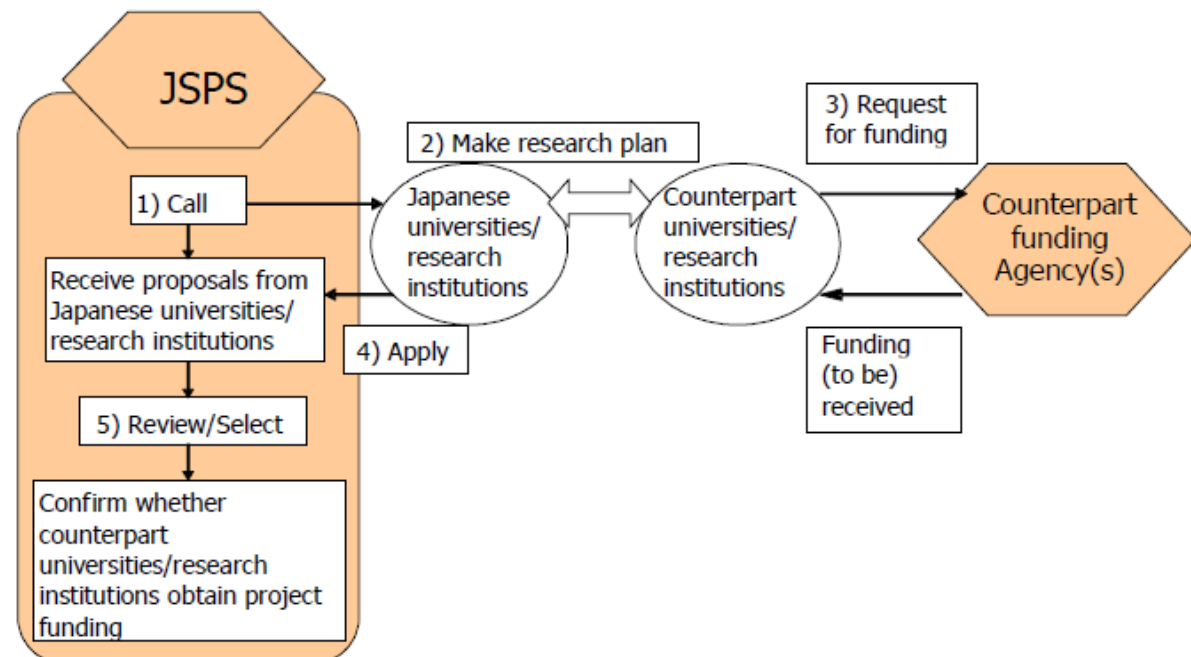 JSPS
1) Call
Receive proposals from
Japanese universities/
research institutions
5) Review/Select
Confirm whether
counterpart
universities/research
institutions obtain project
funding
2) Make research plan
Japanese
universities/
research
institutions
4) Apply
Counterpart
universities/
research
institutions
3) Request
for funding
Counterpart
funding
Agency(s)
Funding
(to be)
received